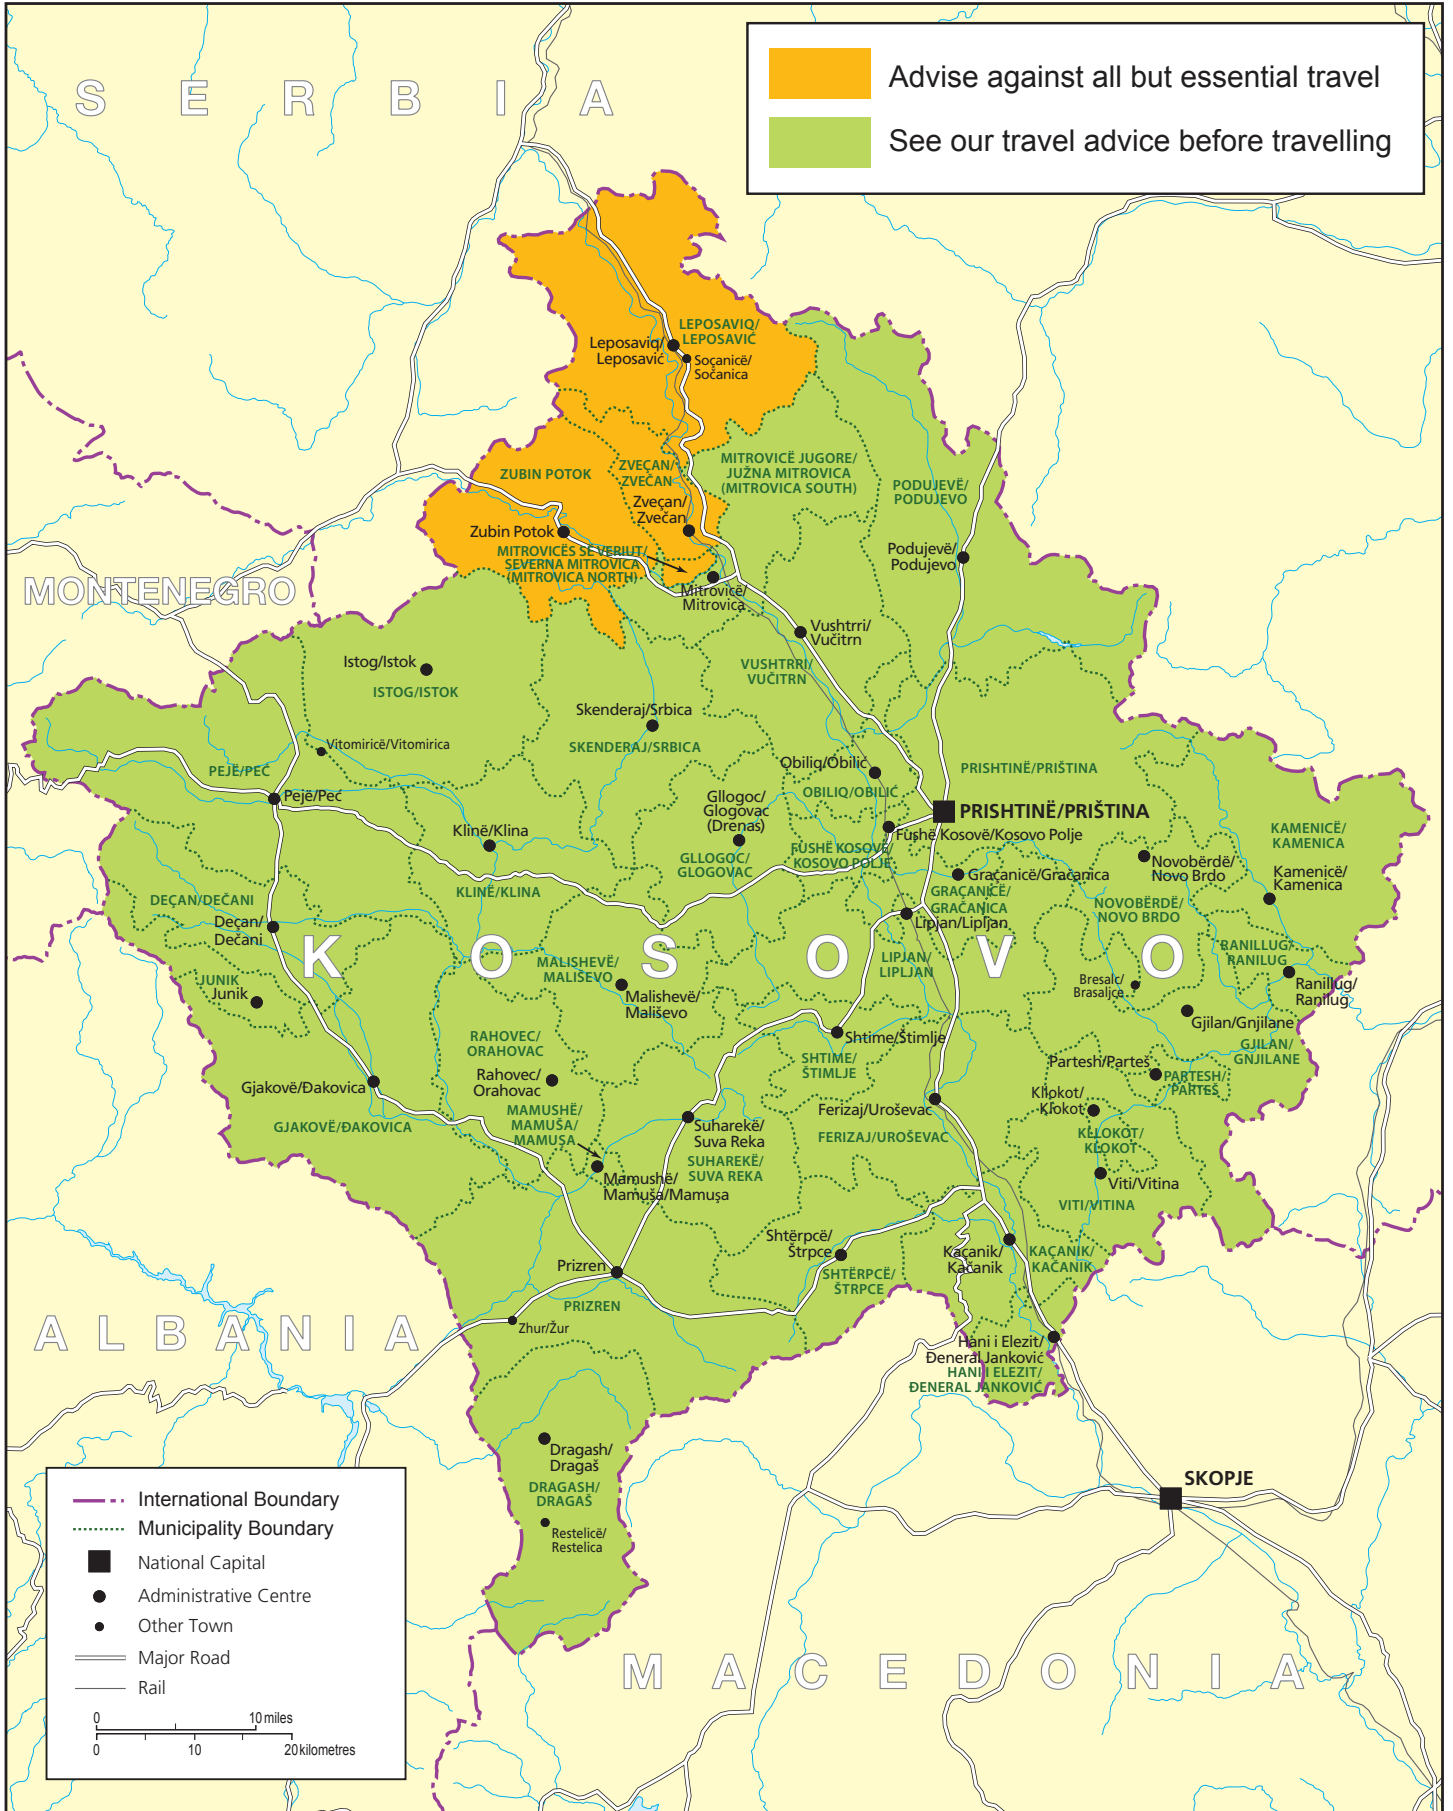 SERBIA
Advise against all but essential travel
See our travel advice before travelling
LEPOSAVIQ/
LEPOSAVIĆ
Leposaviq/
Leposavić
Soçanicë/
Sočanica
ZUBIN POTOK
ZVEÇAN/
ZVEČAN
MITROVICË JUGORE/
JUŽNA MITROVICA
(MITROVICA SOUTH)
PODUJEVË/
PODUJEVO
Zveçan/
Zvečan
Zubin Potok
MITROVICËS SË VERIUT/
SEVERNA MITROVICA
(MITROVICA NORTH)
Podujevë/
Podujevo
MONTENEGRO
Mitrovicë/
Mitrovica
Vushtrri/
Vučitrn
Istog/Istok
ISTOG/ISTOK
VUSHTRRI/
VUČITRN
Skenderaj/Srbica
SKENDERAJ/SRBICA
Vitomiricë/Vitomirica
PEJË/PEĆ
Obiliq/Obilić
OBILIQ/OBILIĆ
PRISHTINË/PRIŠTINA
Pejë/Peć
Gllogoc/
Glogovac
(Drenas)
PRISHTINË/PRIŠTINA
Klinë/Klina
Fushë Kosovë/Kosovo Polje
KAMENICË/
KAMENICA
FUSHË KOSOVË/
KOSOVO POLJE
GLLOGOC/
GLOGOVAC
Novobërdë/
Novo Brdo
Graçanicë/Gračanica
Kamenicë/
Kamenica
KLINË/KLINA
GRAÇANICË/
GRAČANICA
DEÇAN/DEČANI
NOVOBËRDË/
NOVO BRDO
Deçan/
Dečani
Lipjan/Lipljan
KOSOVO
RANILLUG/
RANILUG
LIPJAN/
LIPLJAN
MALISHEVË/
MALIŠEVO
JUNIK
Junik
Malishevë/
Mališevo
Bresalc/
Brasaljce
Ranillug/
Ranilug
Gjilan/Gnjilane
RAHOVEC/
ORAHOVAC
Shtime/Štimlje
GJILAN/
GNJILANE
SHTIME/
ŠTIMLJE
Partesh/Parteš
Rahovec/
Orahovac
PARTESH/
PARTEŠ
Gjakovë/Đakovica
Kllokot/
Klokot
Ferizaj/Uroševac
MAMUSHË/
MAMUŠA/
MAMUŞA
GJAKOVË/ĐAKOVICA
Suharekë/
Suva Reka
FERIZAJ/UROŠEVAC
KLLOKOT/
KLOKOT
SUHAREKË/
SUVA REKA
Mamushë/
Mamuša/Mamuşa
Viti/Vitina
VITI/VITINA
Shtërpcë/
Štrpce
Kaçanik/
Kačanik
KAÇANIK/
KAČANIK
Prizren
SHTËRPCË/
ŠTRPCE
PRIZREN
Zhur/Žur
ALBANIA
Hani i Elezit/
Đeneral Janković
HANI I ELEZIT/
ĐENERAL JANKOVIĆ
Dragash/
Dragaš
DRAGASH/
DRAGAŠ
SKOPJE
Restelicë/
Restelica
MACEDONIA
International Boundary
Municipality Boundary
National Capital
Administrative Centre
Other Town
Major Road
Rail
0 10 miles
0 10 20 kilometres